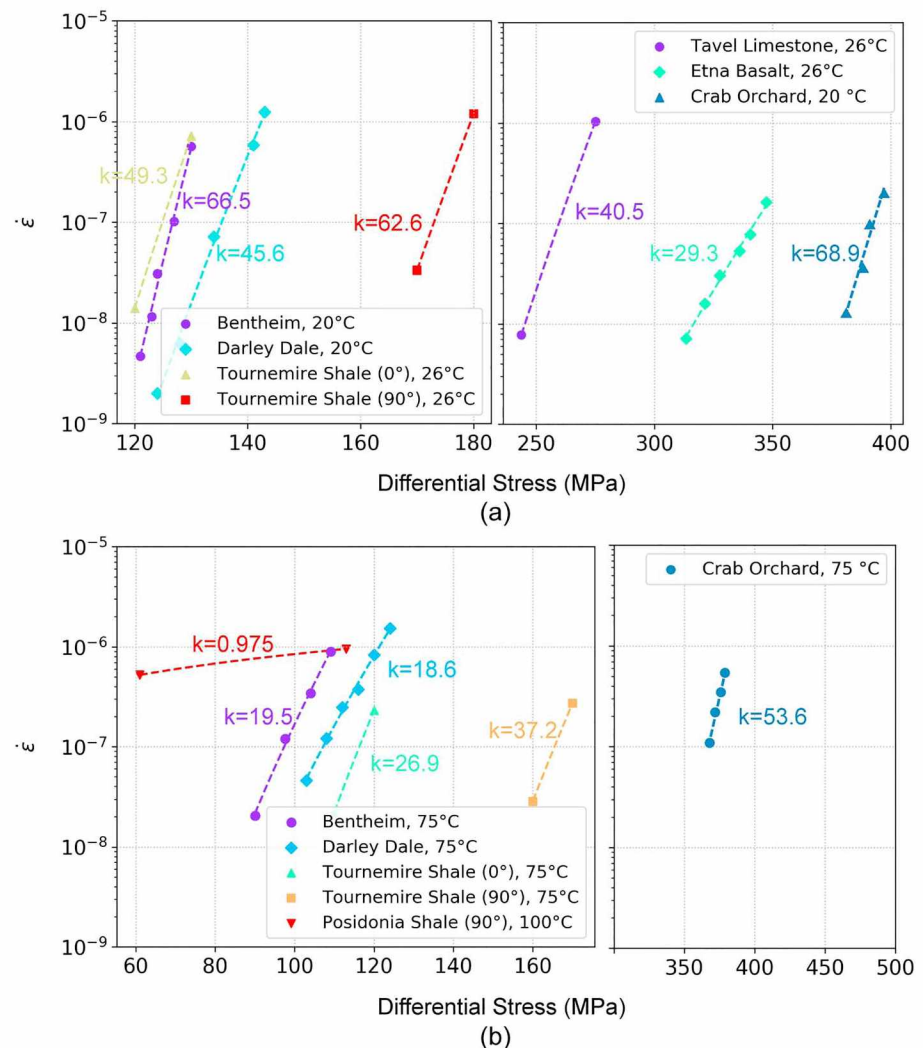 10⁻⁵
10⁻⁶
10⁻⁷
10⁻⁸
10⁻⁹
ε̇
k=49.3
k=66.5
k=45.6
k=62.6
Bentheim, 20°C
Darley Dale, 20°C
Tournemire Shale (0°), 26°C
Tournemire Shale (90°), 26°C
120 140 160 180
Tavel Limestone, 26°C
Etna Basalt, 26°C
Crab Orchard, 20 °C
k=40.5
k=29.3
k=68.9
250 300 350 400
Differential Stress (MPa)
(a)
10⁻⁵
10⁻⁶
10⁻⁷
10⁻⁸
10⁻⁹
ε̇
k=0.975
k=19.5
k=18.6
k=26.9
k=37.2
Bentheim, 75°C
Darley Dale, 75°C
Tournemire Shale (0°), 75°C
Tournemire Shale (90°), 75°C
Posidonia Shale (90°), 100°C
60 80 100 120 140 160
Crab Orchard, 75 °C
k=53.6
350 400 450 500
Differential Stress (MPa)
(b)